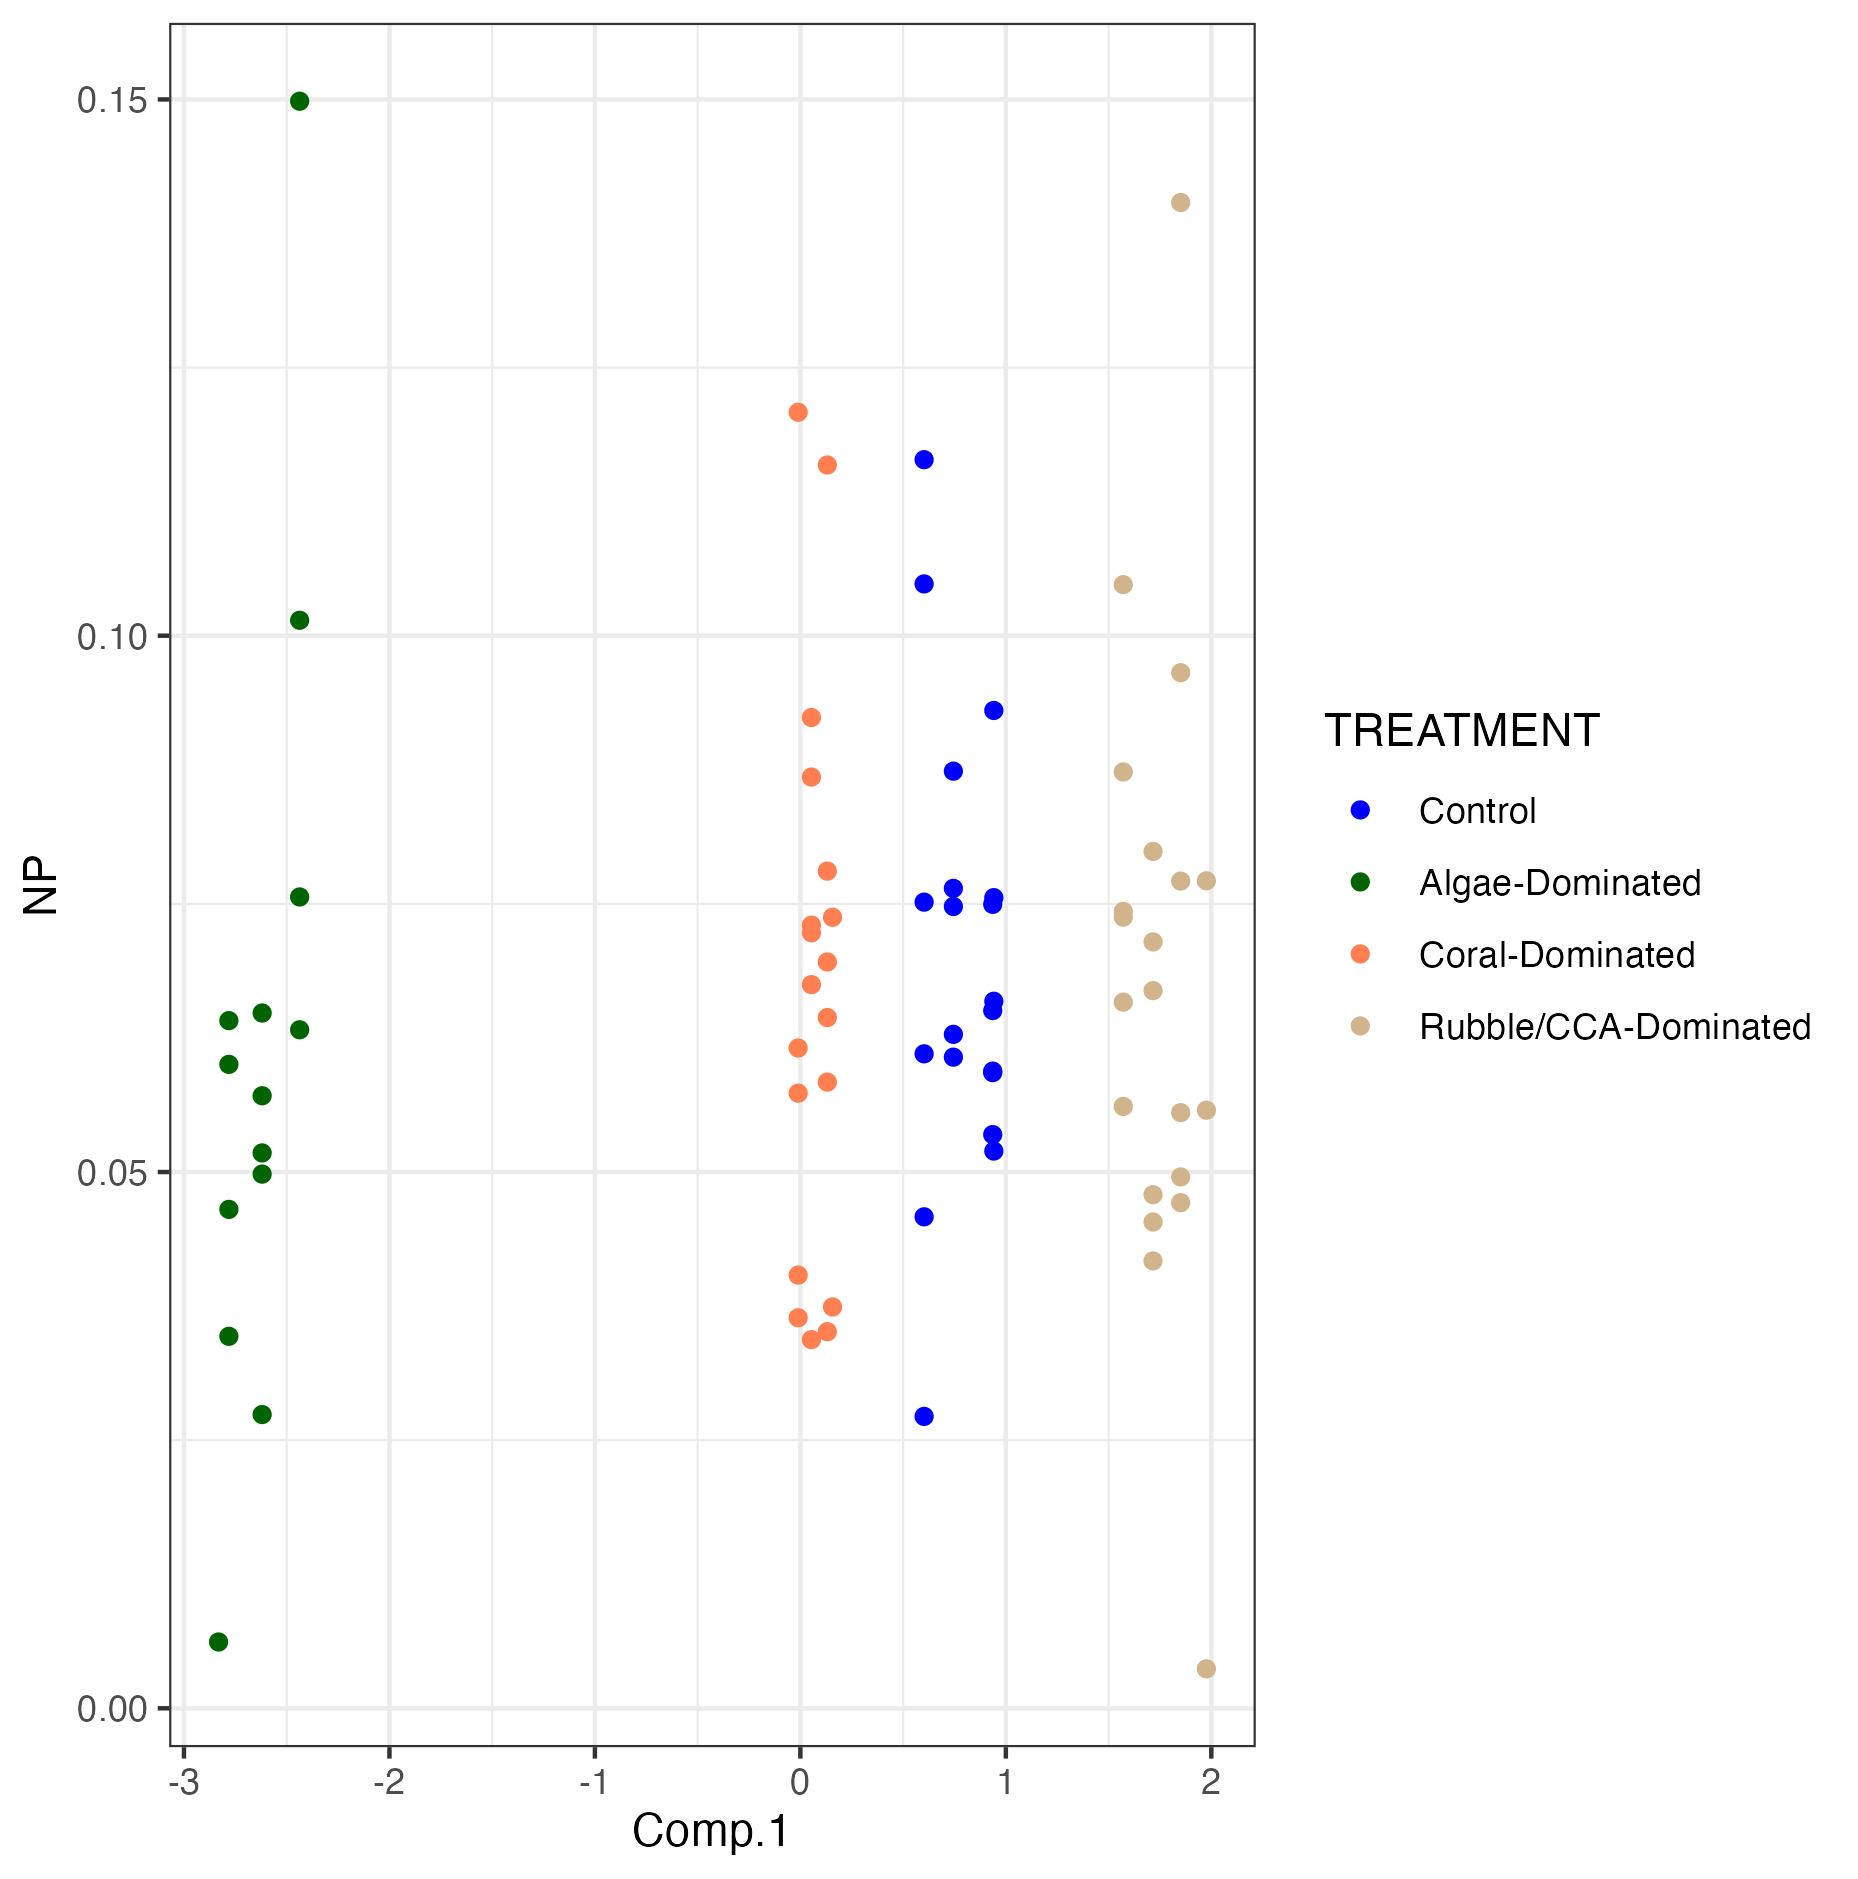 0.15
0.10
0.05
0.00
NP
-3 -2 -1 0 1 2
Comp.1
TREATMENT
Control
Algae-Dominated
Coral-Dominated
Rubble/CCA-Dominated